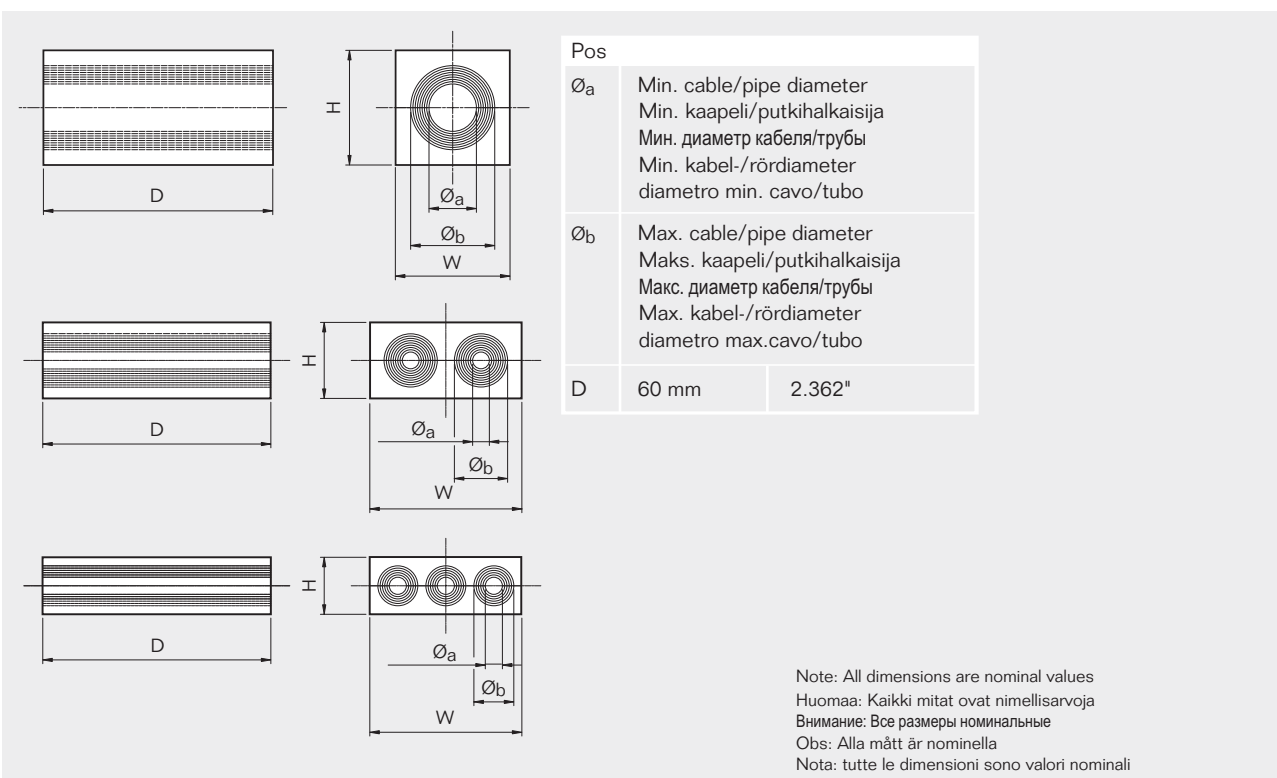 H
D
Øa
Øb
W
H
D
Øa
Øb
W
H
D
Øa
Øb
W
Pos
Øa
Min. cable/pipe diameter
Min. kaapeli/putkihalkaisija
Мин. диаметр кабеля/трубы
Min. kabel-/rördiameter
diametro min. cavo/tubo
Øb
Max. cable/pipe diameter
Maks. kaapeli/putkihalkaisija
Макс. диаметр кабеля/трубы
Max. kabel-/rördiameter
diametro max.cavo/tubo
D 60 mm 2.362"
Note: All dimensions are nominal values
Huomaa: Kaikki mitat ovat nimellisarvoja
Внимание: Все размеры номинальные
Obs: Alla mått är nominella
Nota: tutte le dimensioni sono valori nominali